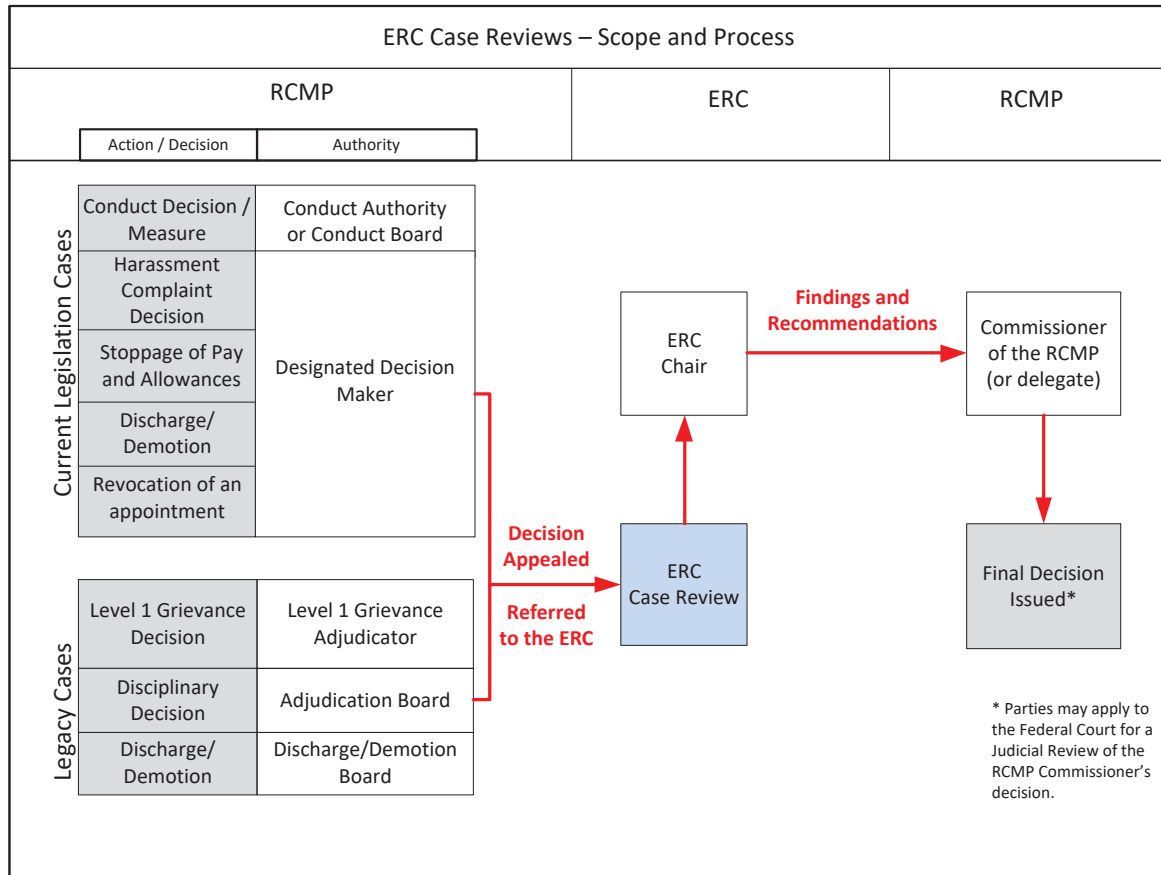 ERC Case Reviews – Scope and Process
RCMP
ERC
RCMP
Action / Decision
Authority
Current Legislation Cases
Conduct Decision /
Measure
Conduct Authority
or Conduct Board
Harassment
Complaint
Decision
Stoppage of Pay
and Allowances
Discharge/
Demotion
Revocation of an
appointment
Designated Decision
Maker
Legacy Cases
Level 1 Grievance
Decision
Level 1 Grievance
Adjudicator
Disciplinary
Decision
Adjudication Board
Discharge/
Demotion
Discharge/Demotion
Board
Decision
Appealed
Referred
to the ERC
ERC
Case Review
ERC
Chair
Findings and
Recommendations
Commissioner
of the RCMP
(or delegate)
Final Decision
Issued*
* Parties may apply to
the Federal Court for a
Judicial Review of the
RCMP Commissioner’s
decision.